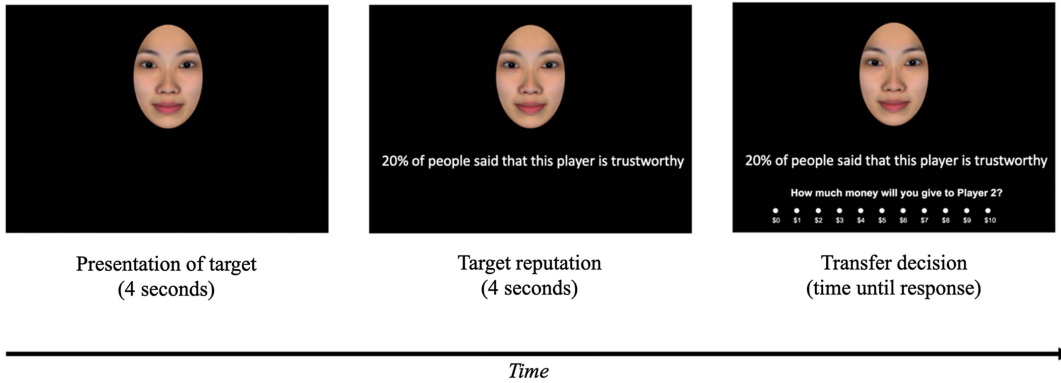 20% of people said that this player is trustworthy
20% of people said that this player is trustworthy
How much money will you give to Player 2?
$0 $1 $2 $3 $4 $5 $6 $7 $8 $9 $10
Presentation of target
(4 seconds)
Target reputation
(4 seconds)
Transfer decision
(time until response)
Time